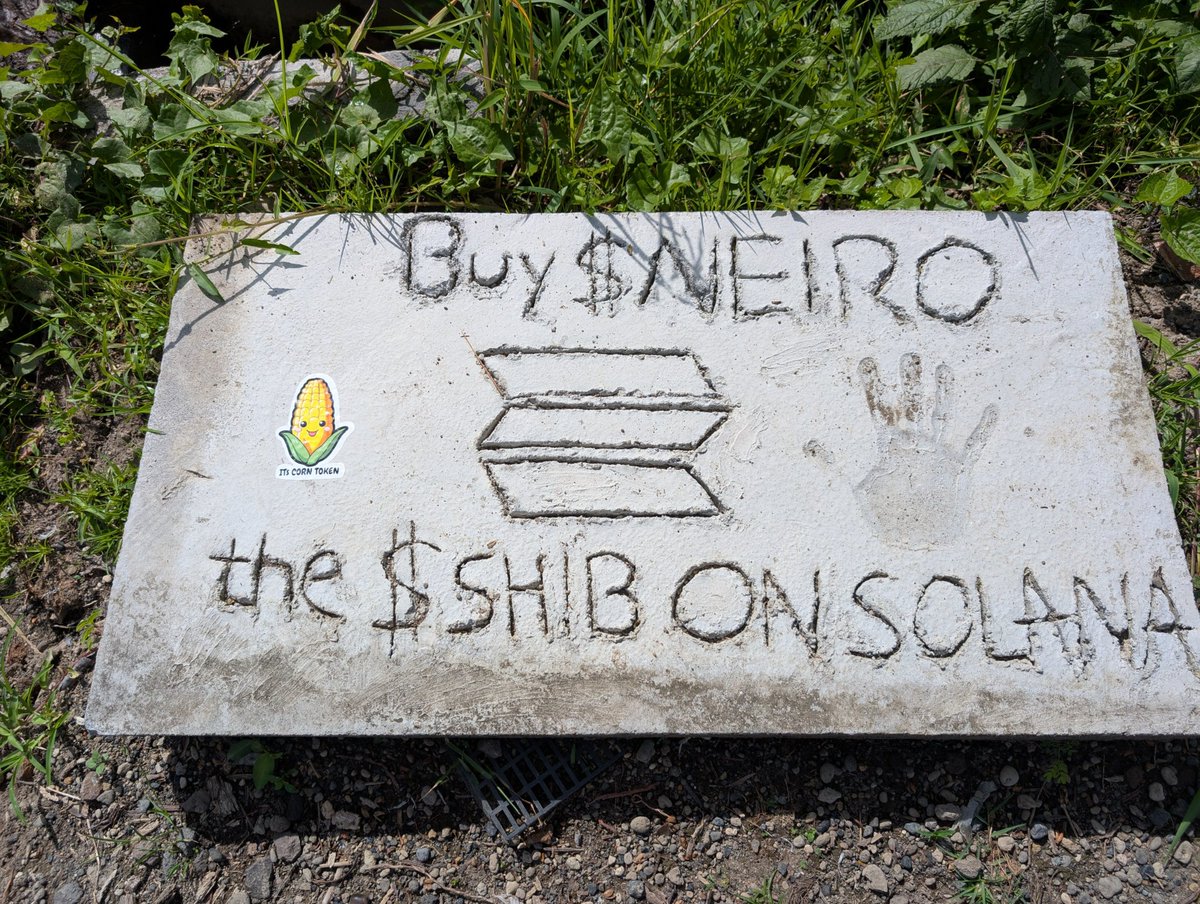 Buy $NEIRO
ITS CORN TOKEN
the $SHIB ON SOLANA